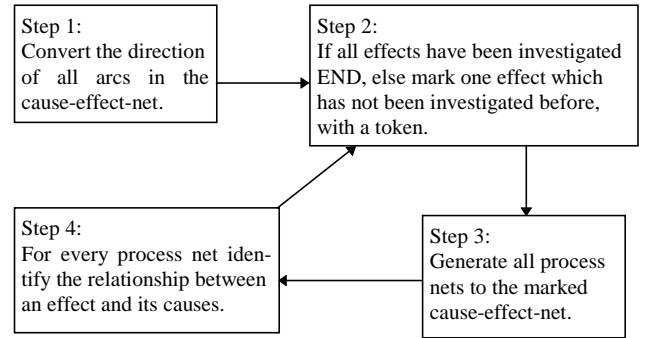 Step 1:
Convert the direction
of all arcs in the
cause-effect-net.
Step 2:
If all effects have been investigated
END, else mark one effect which
has not been investigated before,
with a token.
Step 3:
Generate all process
nets to the marked
cause-effect-net.
Step 4:
For every process net iden-
tify the relationship between
an effect and its causes.